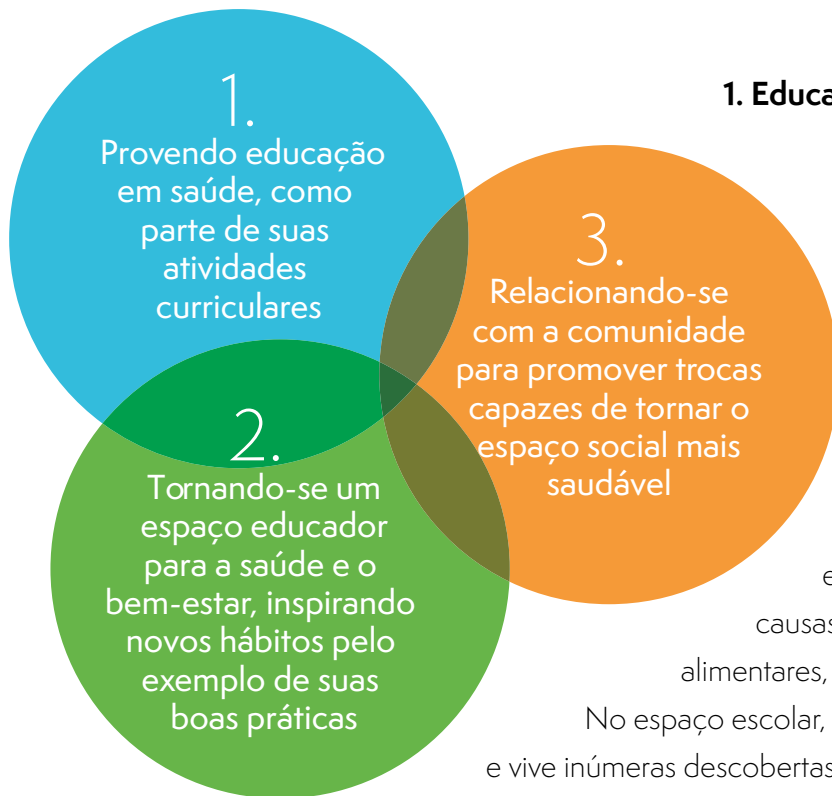 1.
Provendo educação
em saúde, como
parte de suas
atividades
curriculares
1. Educa
3.
Relacionando-se
com a comunidade
para promover trocas
capazes de tornar o
espaço social mais
saudável
2.
Tornando-se um
espaço educador
para a saúde e o
bem-estar, inspirando
novos hábitos pelo
exemplo de suas
boas práticas
e
causas
alimentares,
No espaço escolar,
e vive inúmeras descobertas